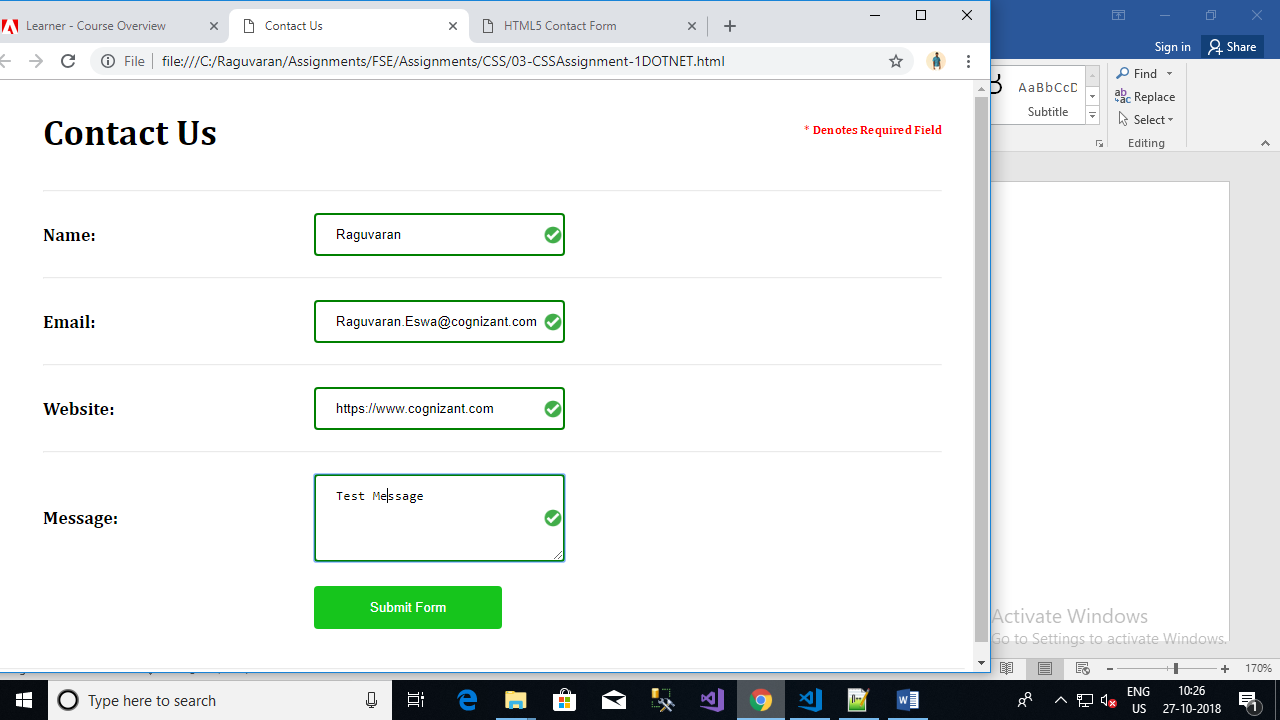 Learner - Course Overview
Contact Us
HTML5 Contact Form
File
file:///C:/Raguvaran/Assignments/FSE/Assignments/CSS/03-CSSAssignment-1DOTNET.html
Sign in
Share
AaBbCcD
Subtitle
Find
Replace
Select
Editing
Contact Us
* Denotes Required Field
Name:
Raguvaran
Email:
Raguvaran.Eswa@cognizant.com
Website:
https://www.cognizant.com
Message:
Test Message
Submit Form
Activate Windows
Go to Settings to activate Windows.
170%
Type here to search
ENG
US
10:26
27-10-2018
1